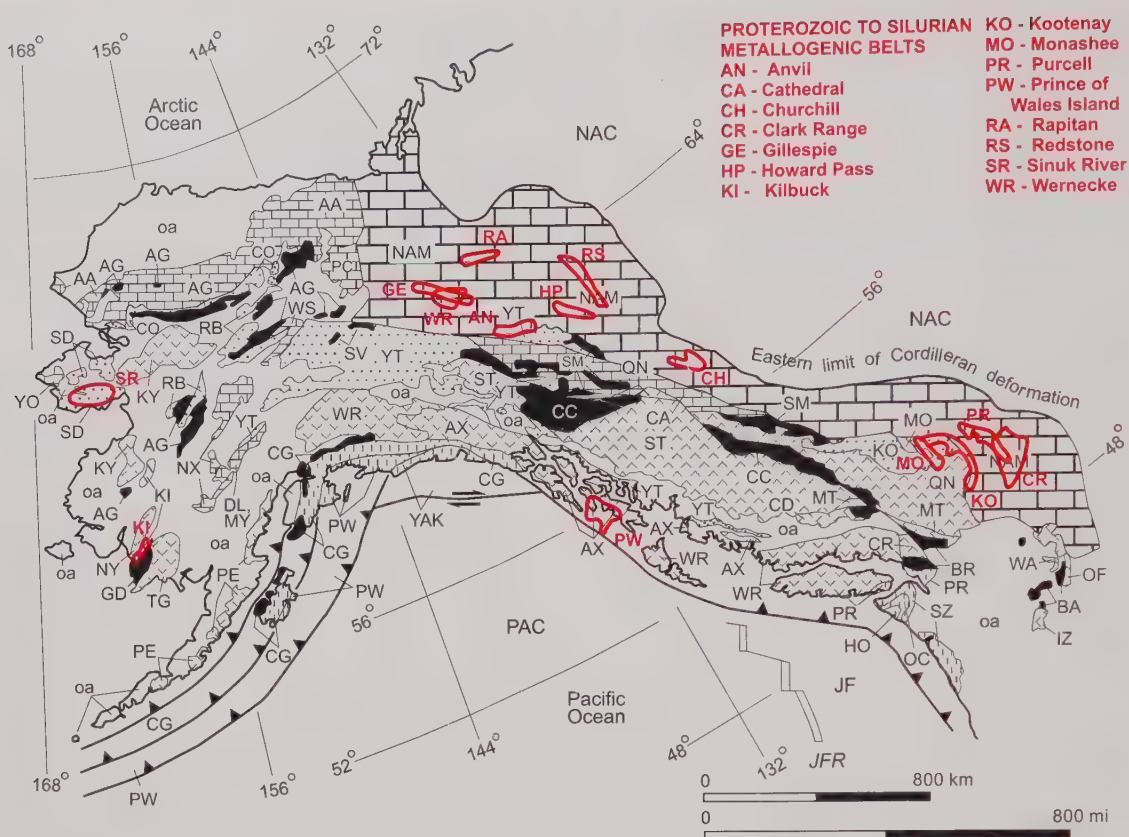 PROTEROZOIC TO SILURIAN
METALLOGENIC BELTS
AN - Anvil
CA - Cathedral
CH - Churchill
CR - Clark Range
GE - Gillespie
HP - Howard Pass
KI - Kilbuck
KO - Kootenay
MO - Monashee
PR - Purcell
PW - Prince of
Wales Island
RA - Rapitan
RS - Redstone
SR - Sinuk River
WR - Wernecke
168° 156° 144° 132° 72°
Arctic
Ocean
NAC
64°
oa AA
AG AG AA AG CO PC NAM RA RS
AG WS GE WR AN YT HP NAM
56°
NAC
CO RB SV YT
SD SR KY RB ST SM QN CH
Eastern limit of Cordilleran deformation
YO oa SD YT oa YT CC CA SM MO PR
48°
AG NX WR AX oa ST KO MO NAM
KY CG CC QN CR
oa KI oa CG YT CD MT KO
AG DL, MY PW YAK YT oa MT
KI CG AX PW AX CR WA
oa NY oa WR AX BR OF
GD TG PE PW WR PR PR BA
56° PAC SZ oa IZ
PE CG HO OC
oa JF
CG Pacific
Ocean
168° PW 156° 52° 144° 48° 132° JFR
0 800 km
0 800 mi